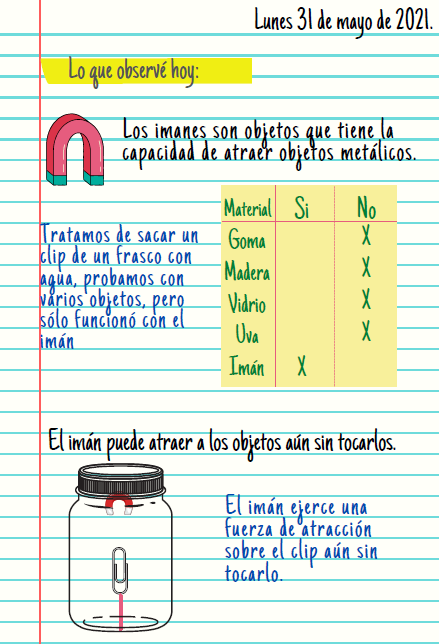 Lunes 31 de mayo de 2021.
Lo que observé hoy:
Los imanes son objetos que tiene la
capacidad de atraer objetos metálicos.
Tratamos de sacar un
clip de un frasco con
agua, probamos con
varios objetos, pero
sólo funcionó con el
imán
Material Si No
Goma X
Madera X
Vidrio X
Uva X
Imán X
El imán puede atraer a los objetos aún sin tocarlos.
El imán ejerce una
fuerza de atracción
sobre el clip aún sin
tocarlo.